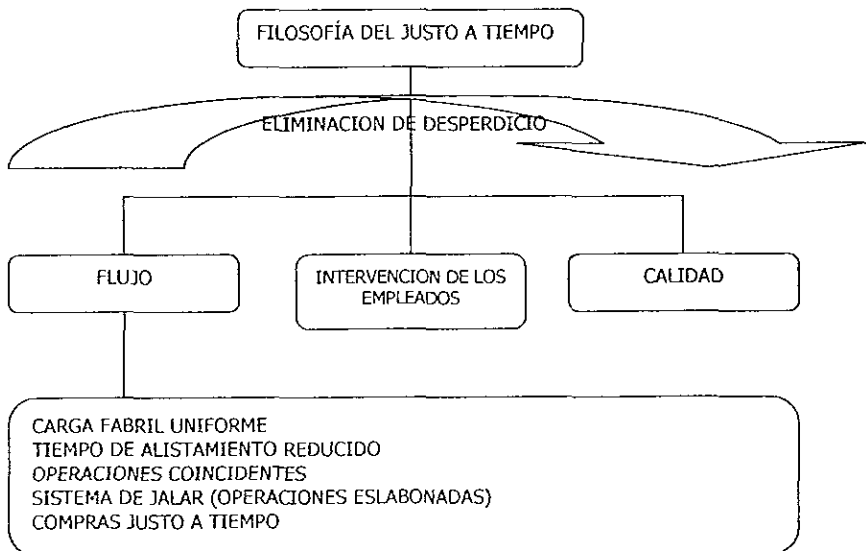 FILOSOFÍA DEL JUSTO A TIEMPO
ELIMINACION DE DESPERDICIO
FLUJO
INTERVENCION DE LOS
EMPLEADOS
CALIDAD
CARGA FABRIL UNIFORME
TIEMPO DE ALISTAMIENTO REDUCIDO
OPERACIONES COINCIDENTES
SISTEMA DE JALAR (OPERACIONES ESLABONADAS)
COMPRAS JUSTO A TIEMPO